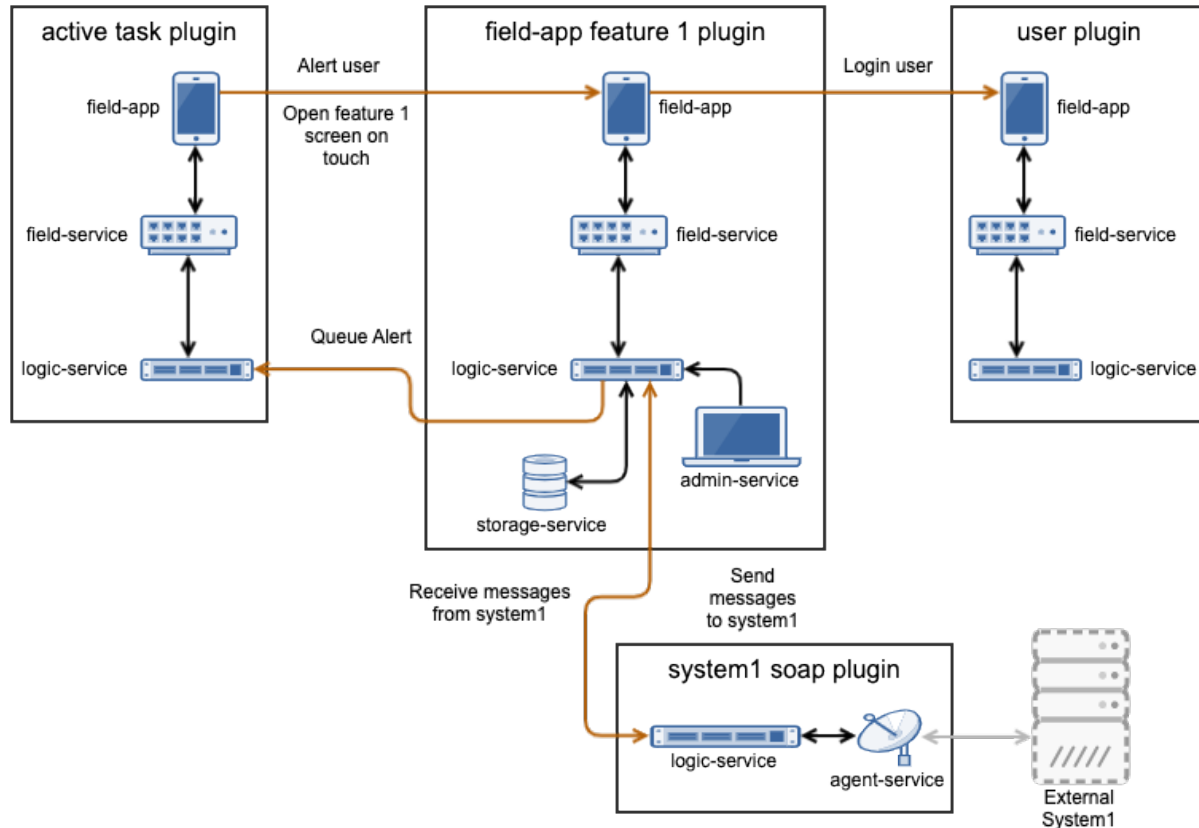 active task plugin
field-app feature 1 plugin
user plugin
Alert user
Login user
field-app
field-app
field-app
Open feature 1
screen on
touch
field-service
field-service
field-service
Queue Alert
logic-service
logic-service
logic-service
admin-service
storage-service
Receive messages
from system1
Send
messages
to system1
system1 soap plugin
logic-service
agent-service
External
System1